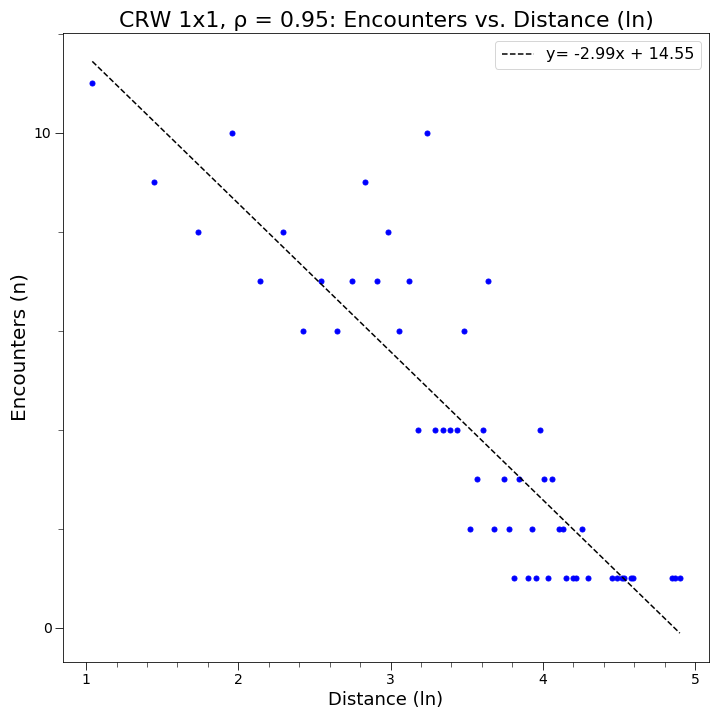 CRW 1x1, ρ = 0.95: Encounters vs. Distance (ln)
y= -2.99x + 14.55
Encounters (n)
10
0
1 2 3 4 5
Distance (ln)